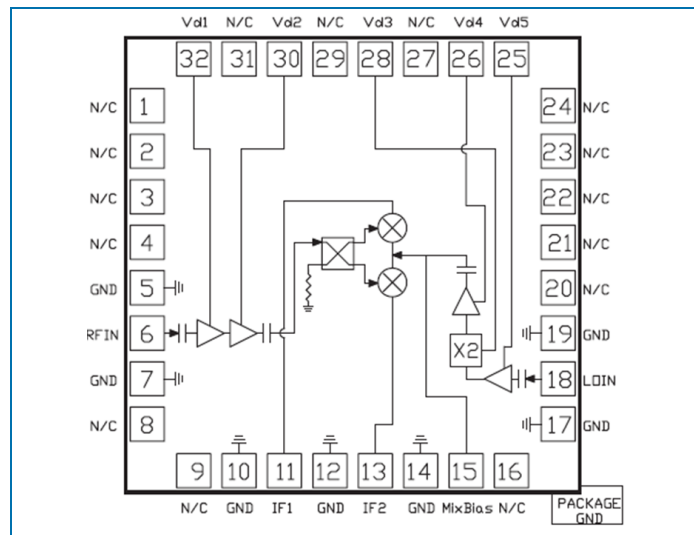 Vd1 N/C Vd2 N/C Vd3 N/C Vd4 Vd5
32 31 30 29 28 27 26 25
N/C 1
N/C 2
N/C 3
N/C 4
GND 5
RFIN 6
GND 7
N/C 8
24 N/C
23 N/C
22 N/C
21 N/C
20 N/C
19 GND
18 LOIN
17 GND
X2
9 10 11 12 13 14 15 16
N/C GND IF1 GND IF2 GND MixBias N/C
PACKAGE
GND